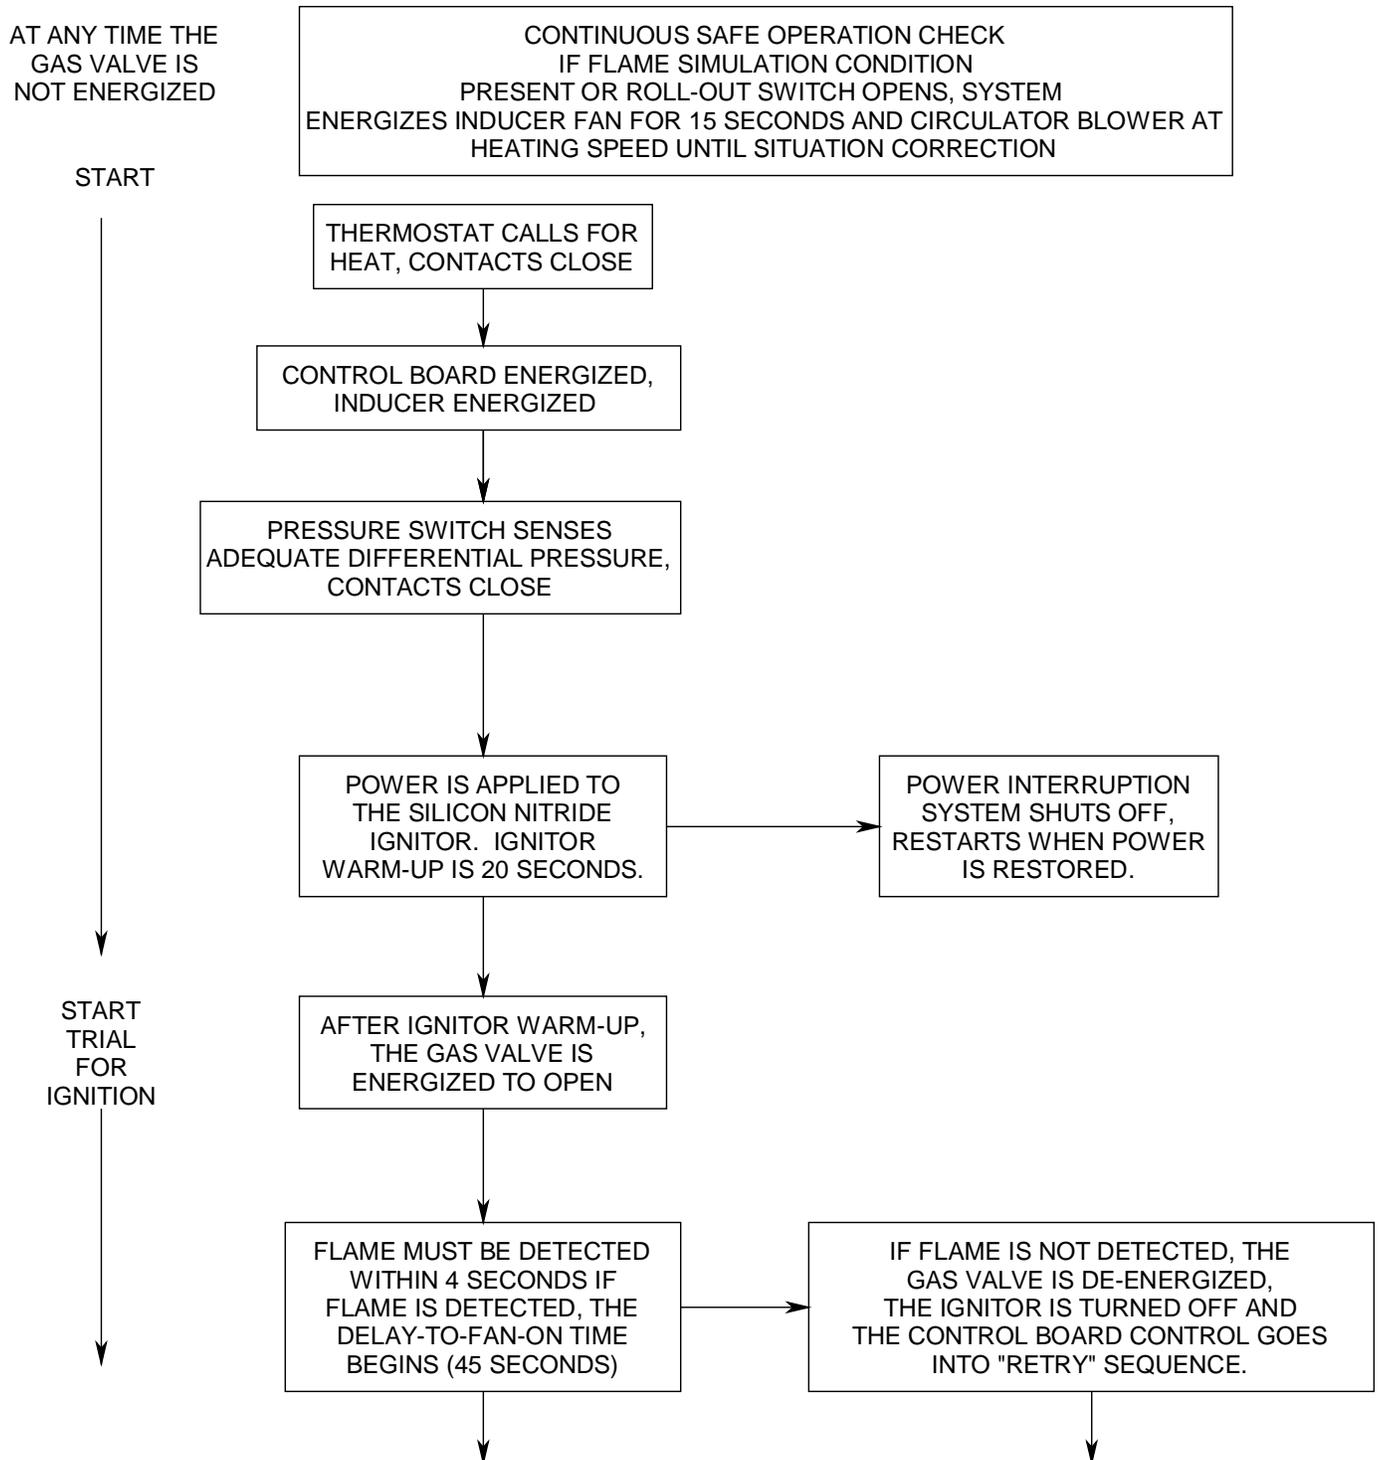 AT ANY TIME THE
GAS VALVE IS
NOT ENERGIZED
CONTINUOUS SAFE OPERATION CHECK
IF FLAME SIMULATION CONDITION
PRESENT OR ROLL-OUT SWITCH OPENS, SYSTEM
ENERGIZES INDUCER FAN FOR 15 SECONDS AND CIRCULATOR BLOWER AT
HEATING SPEED UNTIL SITUATION CORRECTION
START
THERMOSTAT CALLS FOR
HEAT, CONTACTS CLOSE
CONTROL BOARD ENERGIZED,
INDUCER ENERGIZED
PRESSURE SWITCH SENSES
ADEQUATE DIFFERENTIAL PRESSURE,
CONTACTS CLOSE
POWER IS APPLIED TO
THE SILICON NITRIDE
IGNITOR.  IGNITOR
WARM-UP IS 20 SECONDS.
POWER INTERRUPTION
SYSTEM SHUTS OFF,
RESTARTS WHEN POWER
IS RESTORED.
START
TRIAL
FOR
IGNITION
AFTER IGNITOR WARM-UP,
THE GAS VALVE IS
ENERGIZED TO OPEN
FLAME MUST BE DETECTED
WITHIN 4 SECONDS IF
FLAME IS DETECTED, THE
DELAY-TO-FAN-ON TIME
BEGINS (45 SECONDS)
IF FLAME IS NOT DETECTED, THE
GAS VALVE IS DE-ENERGIZED,
THE IGNITOR IS TURNED OFF AND
THE CONTROL BOARD CONTROL GOES
INTO "RETRY" SEQUENCE.